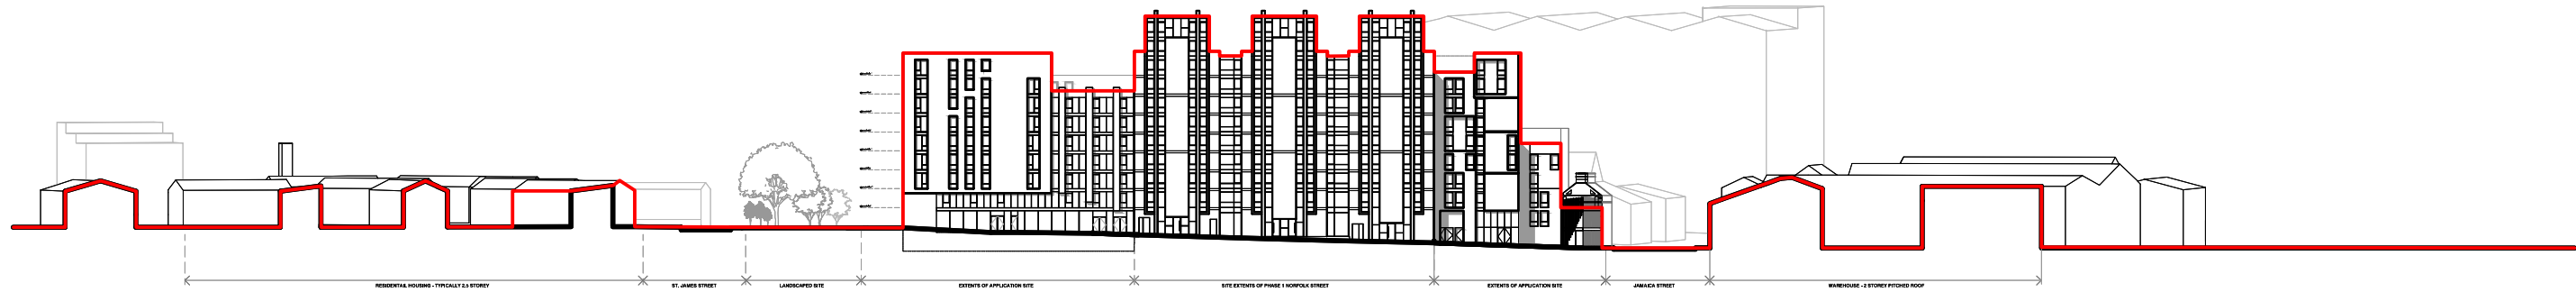 RESIDENTAIL HOUSING - TYPICALLY 2.5 STOREY
ST. JAMES STREET
LANDSCAPED SITE
EXTENTS OF APPLICATION SITE
SITE EXTENTS OF PHASE 1 NORFOLK STREET
EXTENTS OF APPLICATION SITE
JAMAICA STREET
WAREHOUSE - 2 STOREY PITCHED ROOF